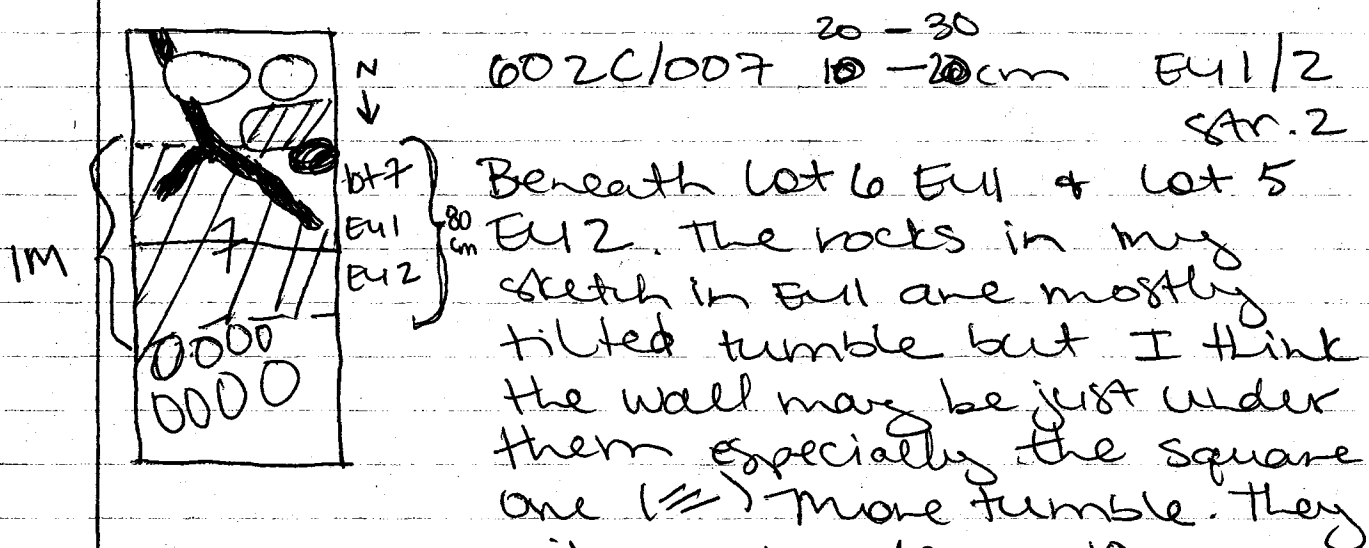 20 - 30
602C/007 10 - 20cm EU1/2
str. 2
N
Beneath Lot 6 EU1 & Lot 5
EU2. The rocks in my
sketch in EU1 are mostly
tilted tumble but I think
the wall may be just under
them especially the square
one (//=) more tumble. They
1M
lot 7
EU1
EU2
80
cm
7